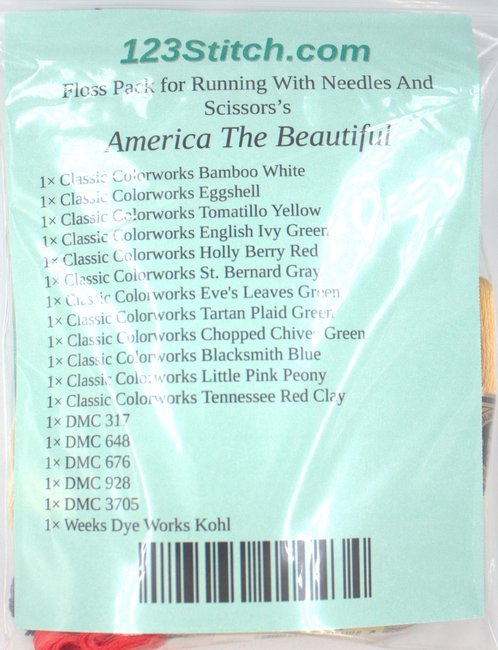 123Stitch.com
Floss Pack for Running With Needles And
Scissors's
America The Beautiful
1× Classic Colorworks Bamboo White
1× Classic Colorworks Eggshell
1× Classic Colorworks Tomatillo Yellow
1× Classic Colorworks English Ivy Green
1× Classic Colorworks Holly Berry Red
1× Classic Colorworks St. Bernard Gray
1× Classic Colorworks Eve's Leaves Green
1× Classic Colorworks Tartan Plaid Green
1× Classic Colorworks Chopped Chives Green
1× Classic Colorworks Blacksmith Blue
1× Classic Colorworks Little Pink Peony
1× Classic Colorworks Tennessee Red Clay
1× DMC 317
1× DMC 648
1× DMC 676
1× DMC 928
1× DMC 3705
1× Weeks Dye Works Kohl